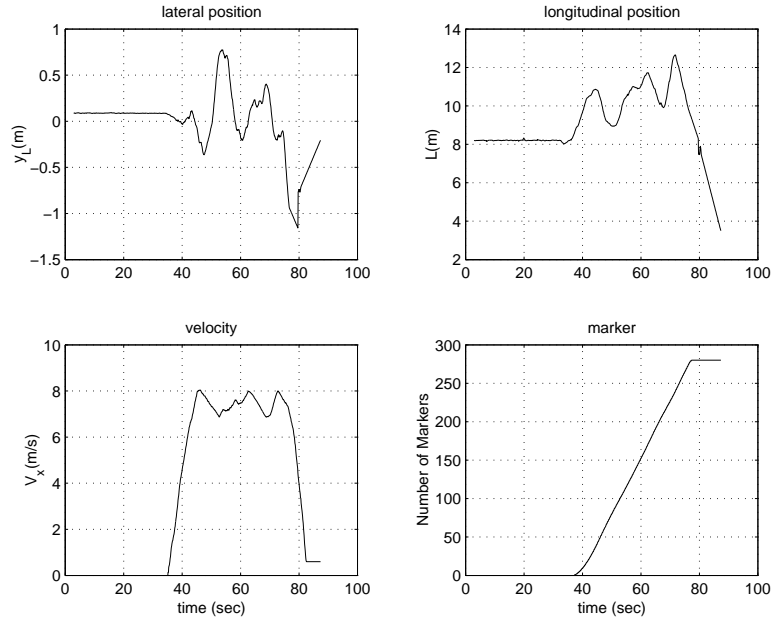 lateral position
1
0.5
0
−0.5
−1
−1.5
y_L(m)
0 20 40 60 80 100
longitudinal position
14
12
10
8
6
4
2
L(m)
0 20 40 60 80 100
velocity
10
8
6
4
2
0
V_x(m/s)
0 20 40 60 80 100
time (sec)
marker
300
250
200
150
100
50
0
Number of Markers
0 20 40 60 80 100
time (sec)